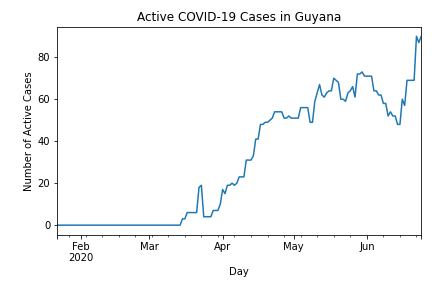 Active COVID-19 Cases in Guyana
Number of Active Cases
80
60
40
20
0
Feb
2020
Mar
Apr
May
Jun
Day